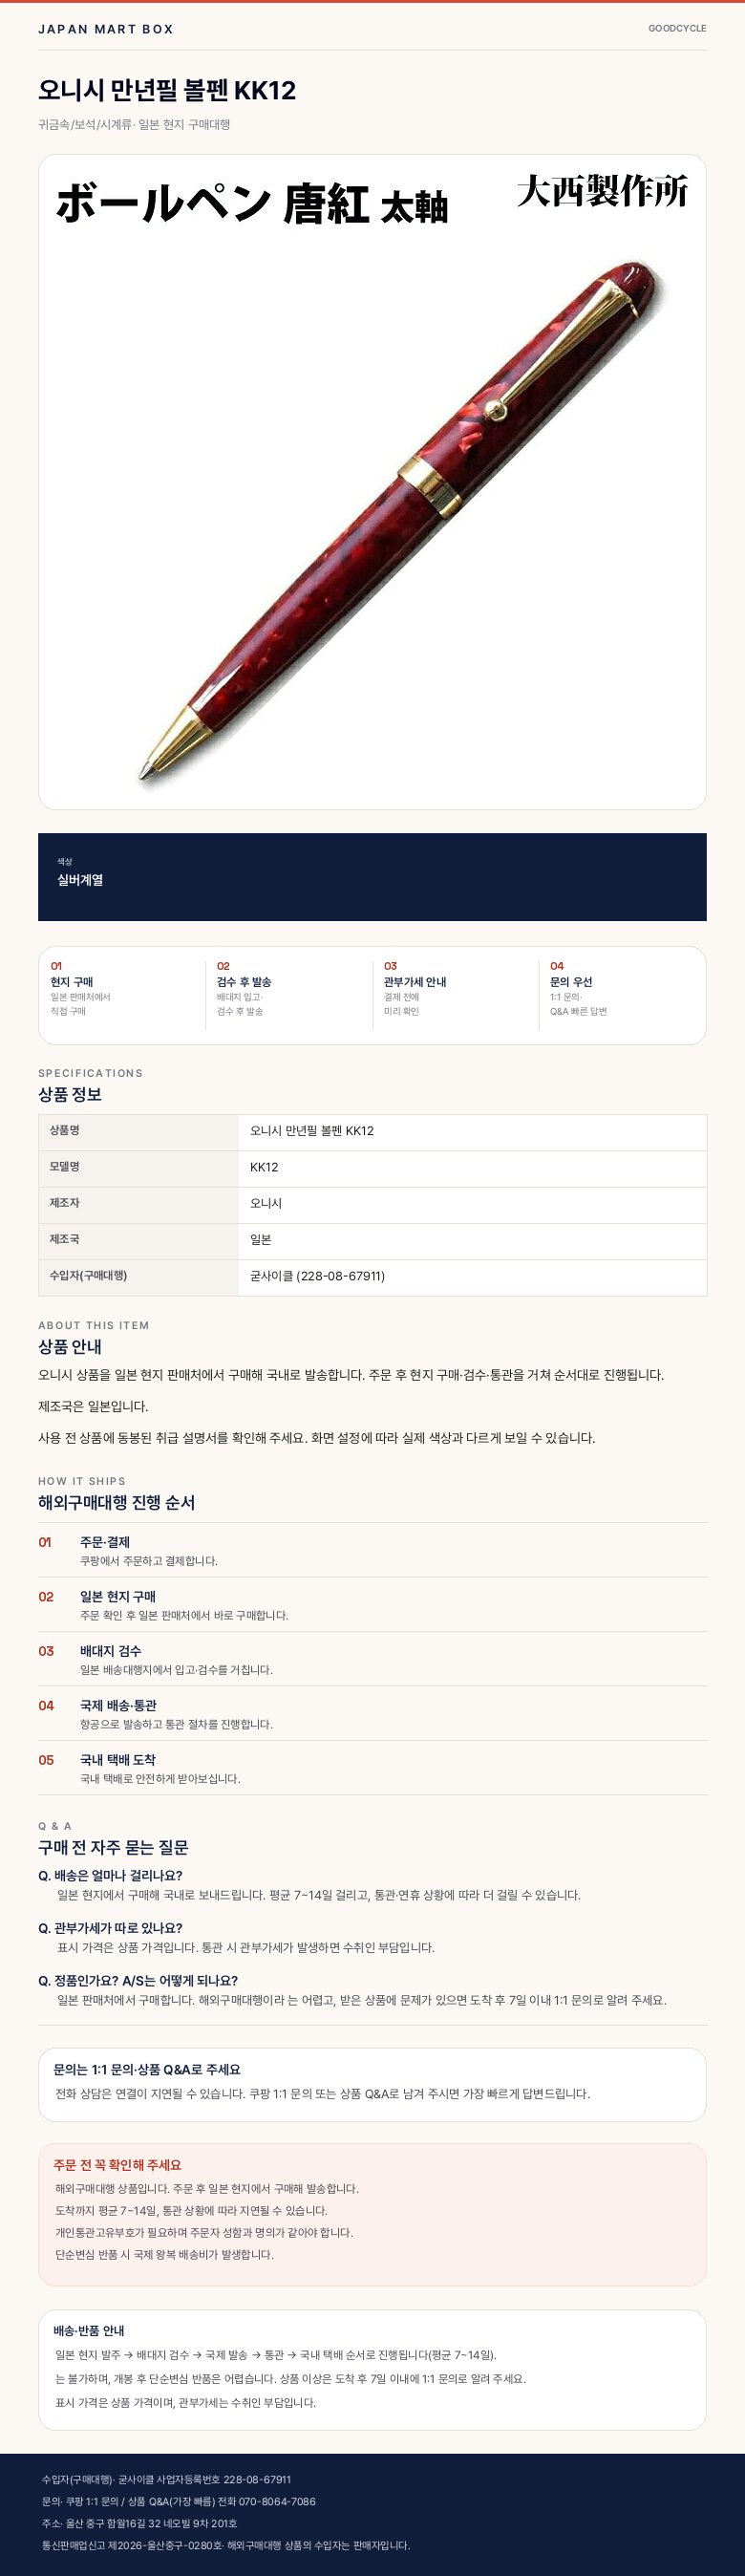 JAPAN MART BOX
GOODCYCLE
오니시 만년필 볼펜 KK12
귀금속/보석/시계류· 일본 현지 구매대행
ボールペン 唐紅 太軸
大西製作所
색상
실버계열
01
현지 구매
일본 판매처에서
직접 구매
02
검수 후 발송
배대지 입고·
검수 후 발송
03
관부가세 안내
결제 전에
미리 확인
04
문의 우선
1:1 문의·
Q&A 빠른 답변
SPECIFICATIONS
상품 정보
상품명 오니시 만년필 볼펜 KK12
모델명 KK12
제조자 오니시
제조국 일본
수입자(구매대행) 굳사이클 (228-08-67911)
ABOUT THIS ITEM
상품 안내
오니시 상품을 일본 현지 판매처에서 구매해 국내로 발송합니다. 주문 후 현지 구매·검수·통관을 거쳐 순서대로 진행됩니다.
제조국은 일본입니다.
사용 전 상품에 동봉된 취급 설명서를 확인해 주세요. 화면 설정에 따라 실제 색상과 다르게 보일 수 있습니다.
HOW IT SHIPS
해외구매대행 진행 순서
01 주문·결제
쿠팡에서 주문하고 결제합니다.
02 일본 현지 구매
주문 확인 후 일본 판매처에서 바로 구매합니다.
03 배대지 검수
일본 배송대행지에서 입고·검수를 거칩니다.
04 국제 배송·통관
항공으로 발송하고 통관 절차를 진행합니다.
05 국내 택배 도착
국내 택배로 안전하게 받아보십니다.
Q & A
구매 전 자주 묻는 질문
Q. 배송은 얼마나 걸리나요?
일본 현지에서 구매해 국내로 보내드립니다. 평균 7~14일 걸리고, 통관·연휴 상황에 따라 더 걸릴 수 있습니다.
Q. 관부가세가 따로 있나요?
표시 가격은 상품 가격입니다. 통관 시 관부가세가 발생하면 수취인 부담입니다.
Q. 정품인가요? A/S는 어떻게 되나요?
일본 판매처에서 구매합니다. 해외구매대행이라 는 어렵고, 받은 상품에 문제가 있으면 도착 후 7일 이내 1:1 문의로 알려 주세요.
문의는 1:1 문의·상품 Q&A로 주세요
전화 상담은 연결이 지연될 수 있습니다. 쿠팡 1:1 문의 또는 상품 Q&A로 남겨 주시면 가장 빠르게 답변드립니다.
주문 전 꼭 확인해 주세요
해외구매대행 상품입니다. 주문 후 일본 현지에서 구매해 발송합니다.
도착까지 평균 7~14일, 통관 상황에 따라 지연될 수 있습니다.
개인통관고유부호가 필요하며 주문자 성함과 명의가 같아야 합니다.
단순변심 반품 시 국제 왕복 배송비가 발생합니다.
배송·반품 안내
일본 현지 발주 → 배대지 검수 → 국제 발송 → 통관 → 국내 택배 순서로 진행됩니다(평균 7~14일).
는 불가하며, 개봉 후 단순변심 반품은 어렵습니다. 상품 이상은 도착 후 7일 이내에 1:1 문의로 알려 주세요.
표시 가격은 상품 가격이며, 관부가세는 수취인 부담입니다.
수입자(구매대행)· 굳사이클 사업자등록번호 228-08-67911
문의· 쿠팡 1:1 문의 / 상품 Q&A(가장 빠름) 전화 070-8064-7086
주소· 울산 중구 함월16길 32 네오빌 9차 201호
통신판매업신고 제2026-울산중구-0280호· 해외구매대행 상품의 수입자는 판매자입니다.